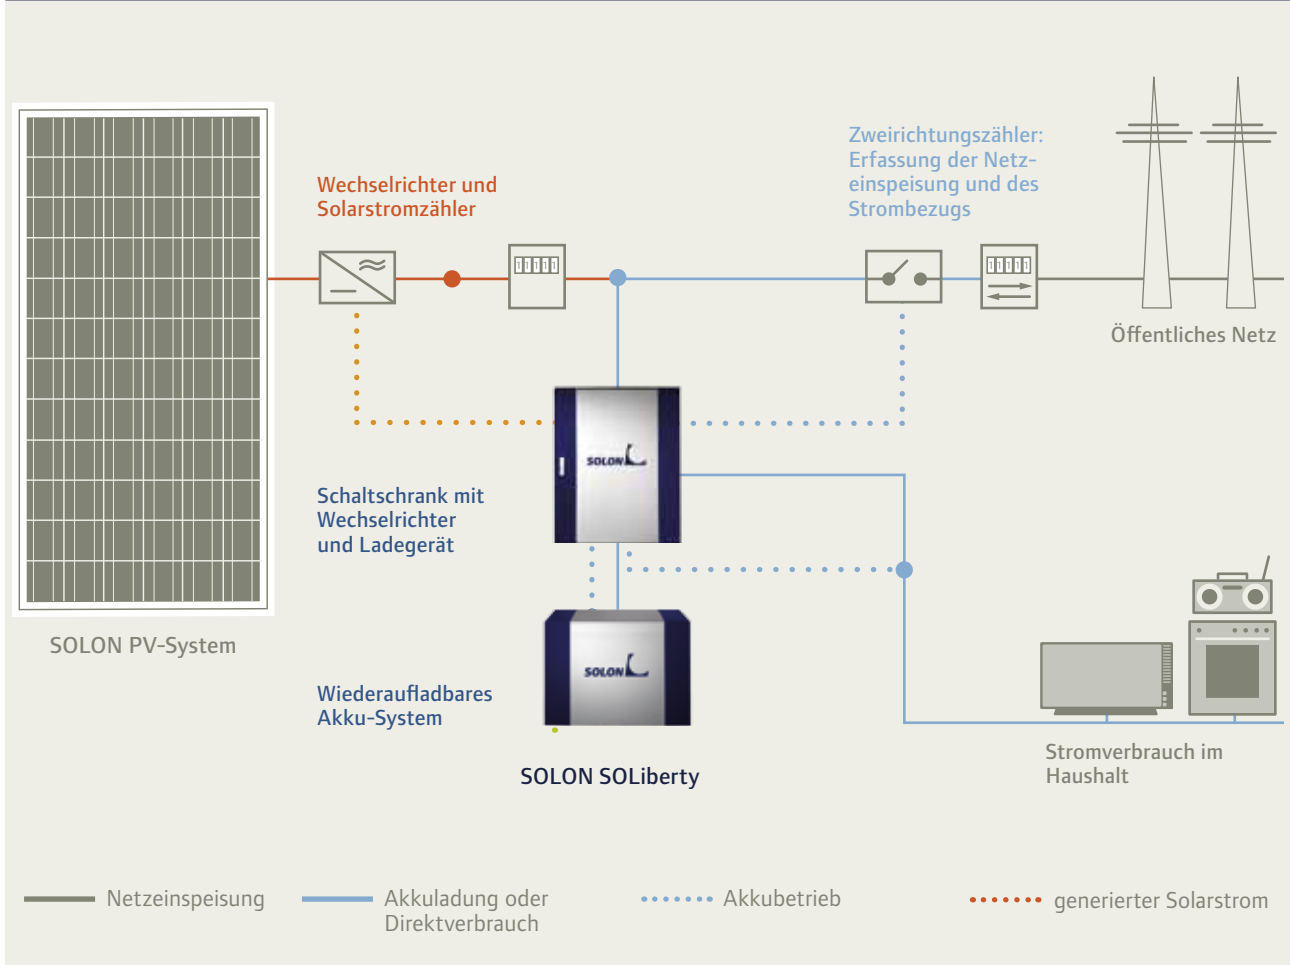 Zweirichtungszähler:
Erfassung der Netz-
einspeisung und des
Strombezugs
Wechselrichter und
Solarstromzähler
11111
11111
Öffentliches Netz
SOLON
Schaltschrank mit
Wechselrichter
und Ladegerät
SOLON PV-System
SOLON
Wiederaufladbares
Akku-System
Stromverbrauch im
Haushalt
SOLON SOLiberty
Netzeinspeisung
Akkuladung oder
Direktverbrauch
Akkubetrieb
generierter Solarstrom